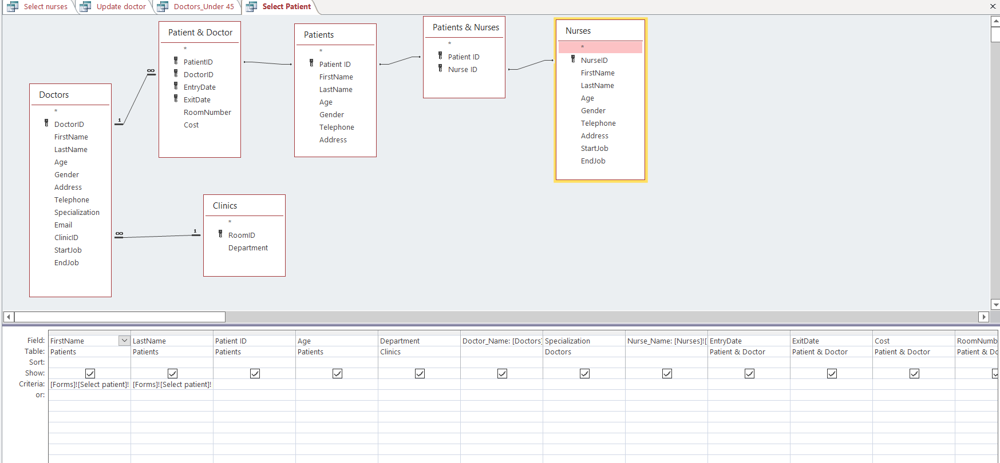 Select nurses
Update doctor
Doctors_Under 45
Select Patient
Doctors
*
DoctorID
FirstName
LastName
Age
Gender
Address
Telephone
Specialization
Email
ClinicID
StartJob
EndJob
1
∞
Patient & Doctor
*
PatientID
DoctorID
EntryDate
ExitDate
RoomNumber
Cost
∞
1
Clinics
*
RoomID
Department
Patients
*
Patient ID
FirstName
LastName
Age
Gender
Telephone
Address
Patients & Nurses
*
Patient ID
Nurse ID
Nurses
*
NurseID
FirstName
LastName
Age
Gender
Telephone
Address
StartJob
EndJob
Field: FirstName LastName Patient ID Age Department Doctor_Name: [Doctors] Specialization Nurse_Name: [Nurses]![ EntryDate ExitDate Cost RoomNumb
Table: Patients Patients Patients Patients Clinics Doctors Patient & Doctor Patient & Doctor Patient & Doctor Patient & Do
Sort:
Show:
Criteria: [Forms]![Select patient]! [Forms]![Select patient]!
or: